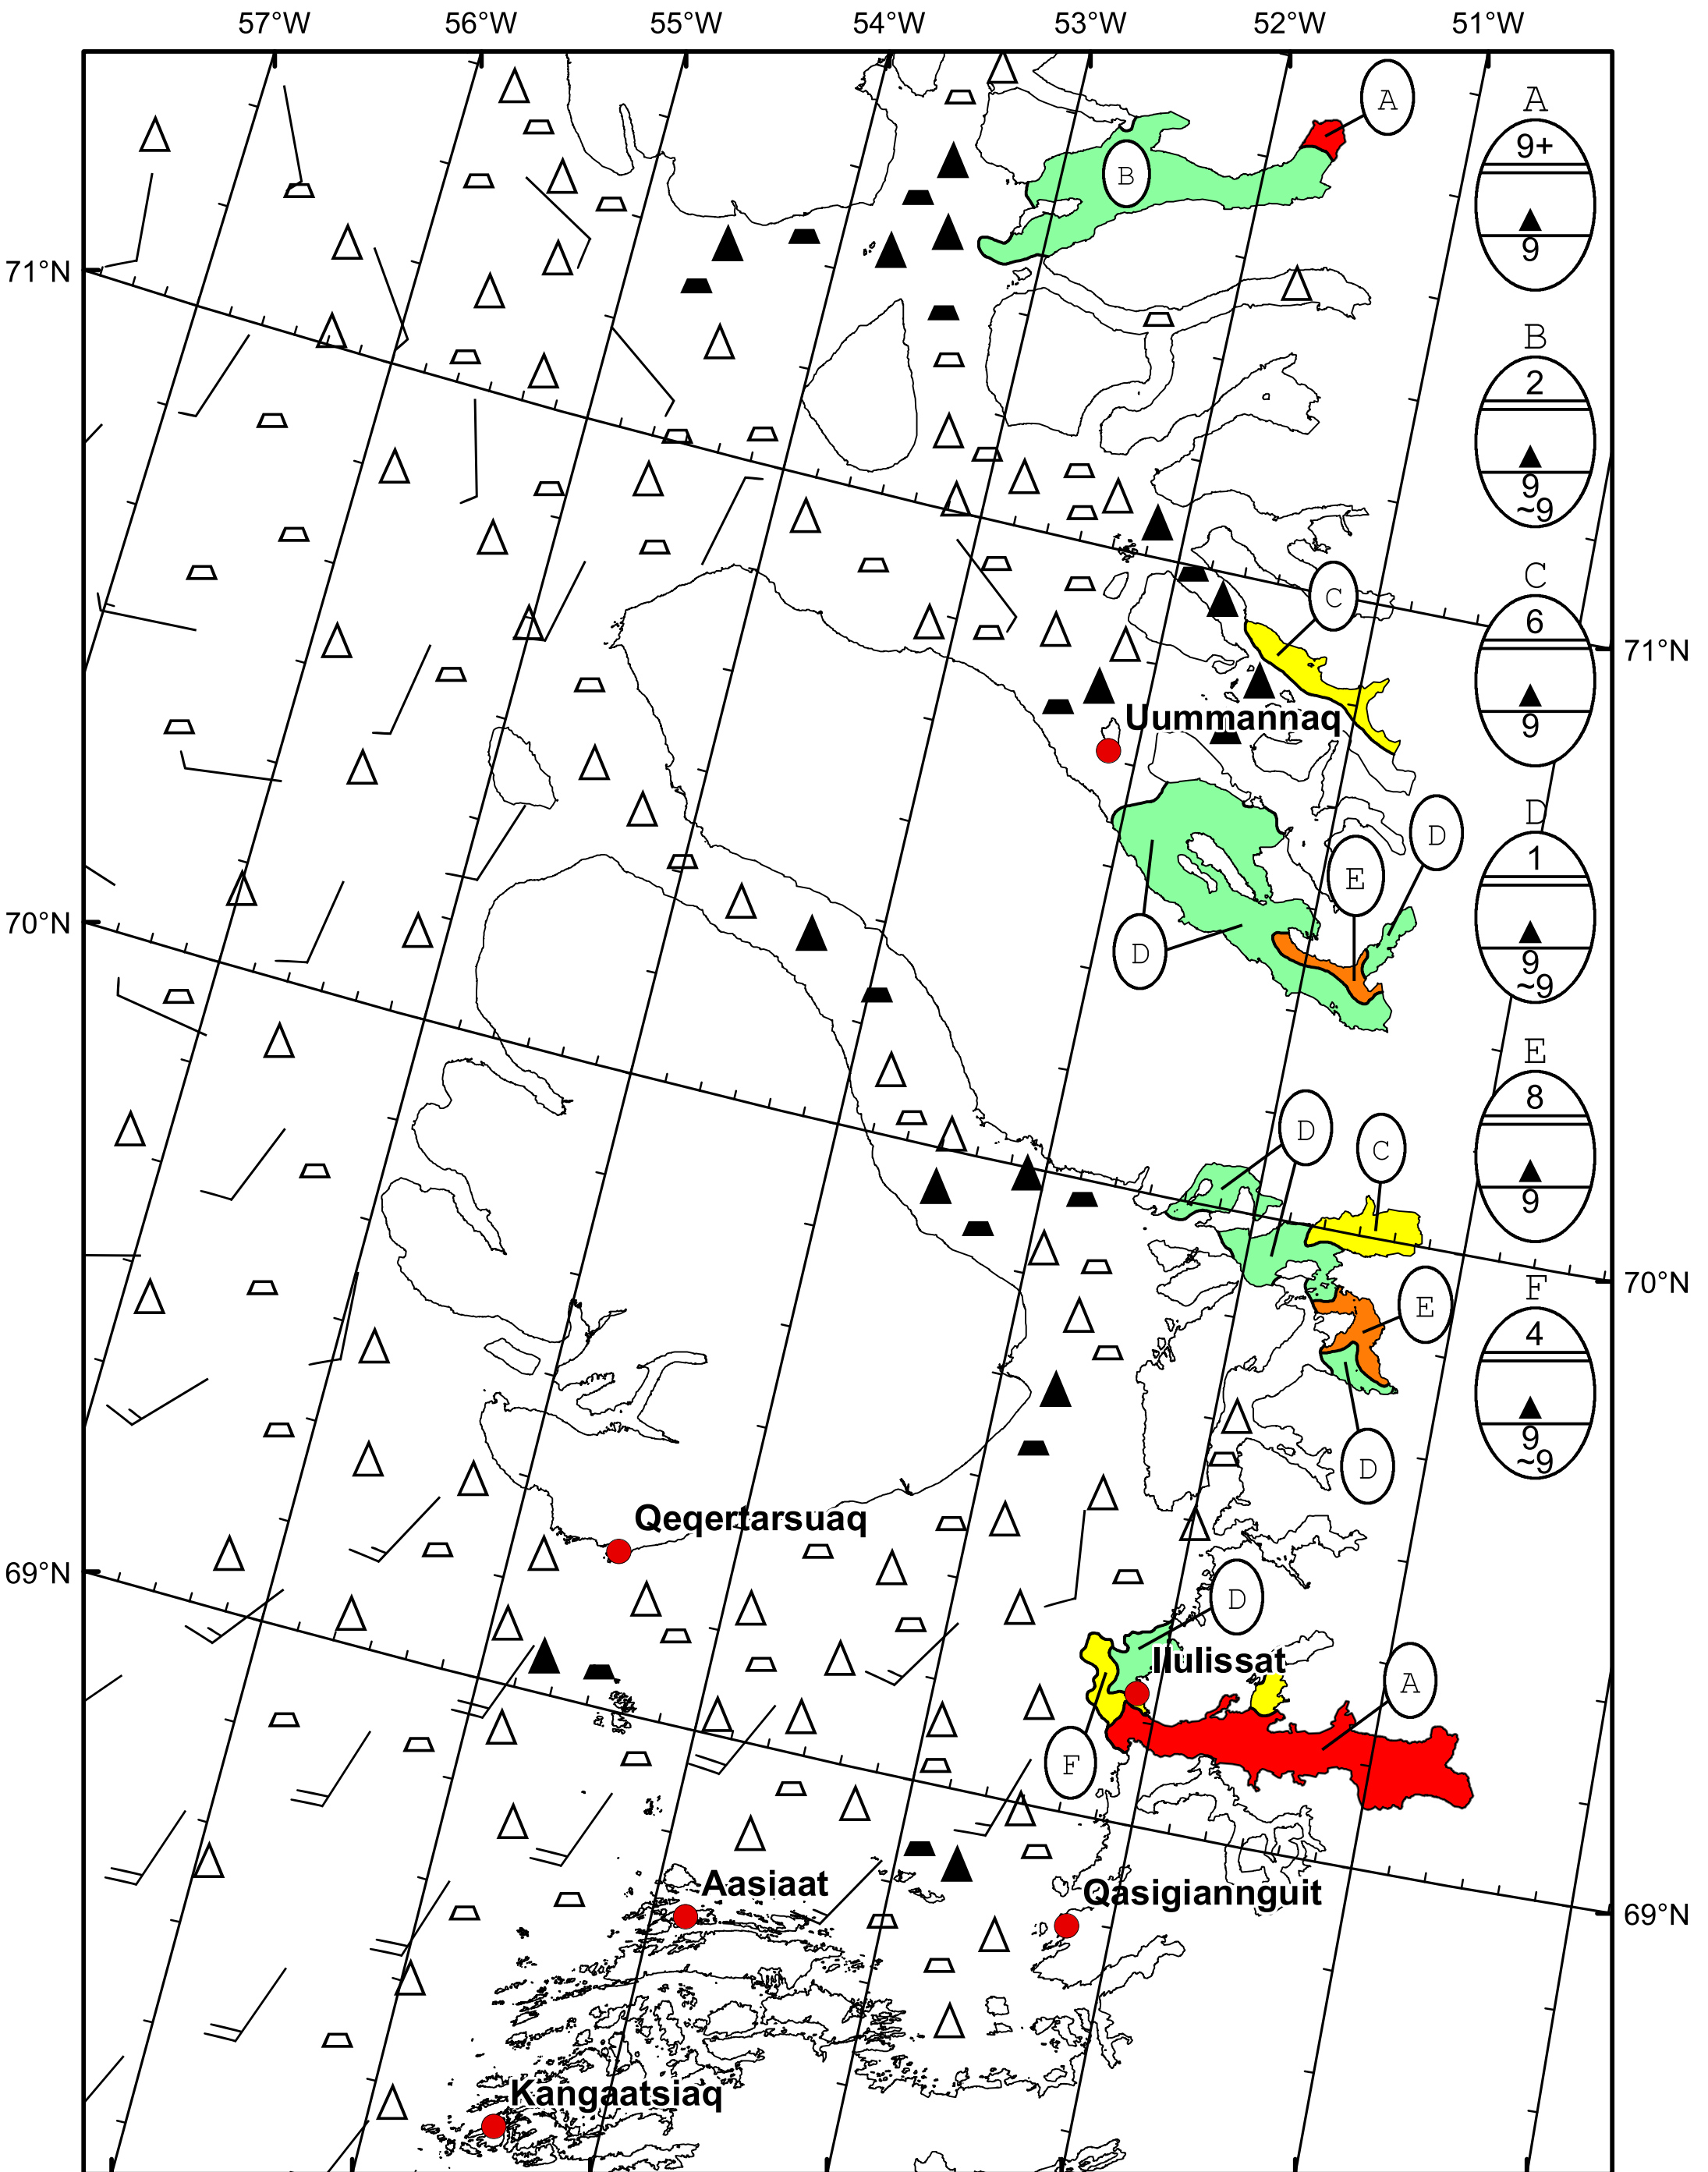 57°W 56°W 55°W 54°W 53°W 52°W 51°W
A
A
9+
B
9
71°N
B
2
9
~9
C
C
6
9
71°N
Uummannaq
D
D
1
E
9
~9
70°N
D
E
8
D
C
9
70°N
E
F
4
9
~9
D
Qeqertarsuaq
69°N
D
Ilulissat
A
F
Aasiaat
Qasigiannguit
69°N
Kangaatsiaq